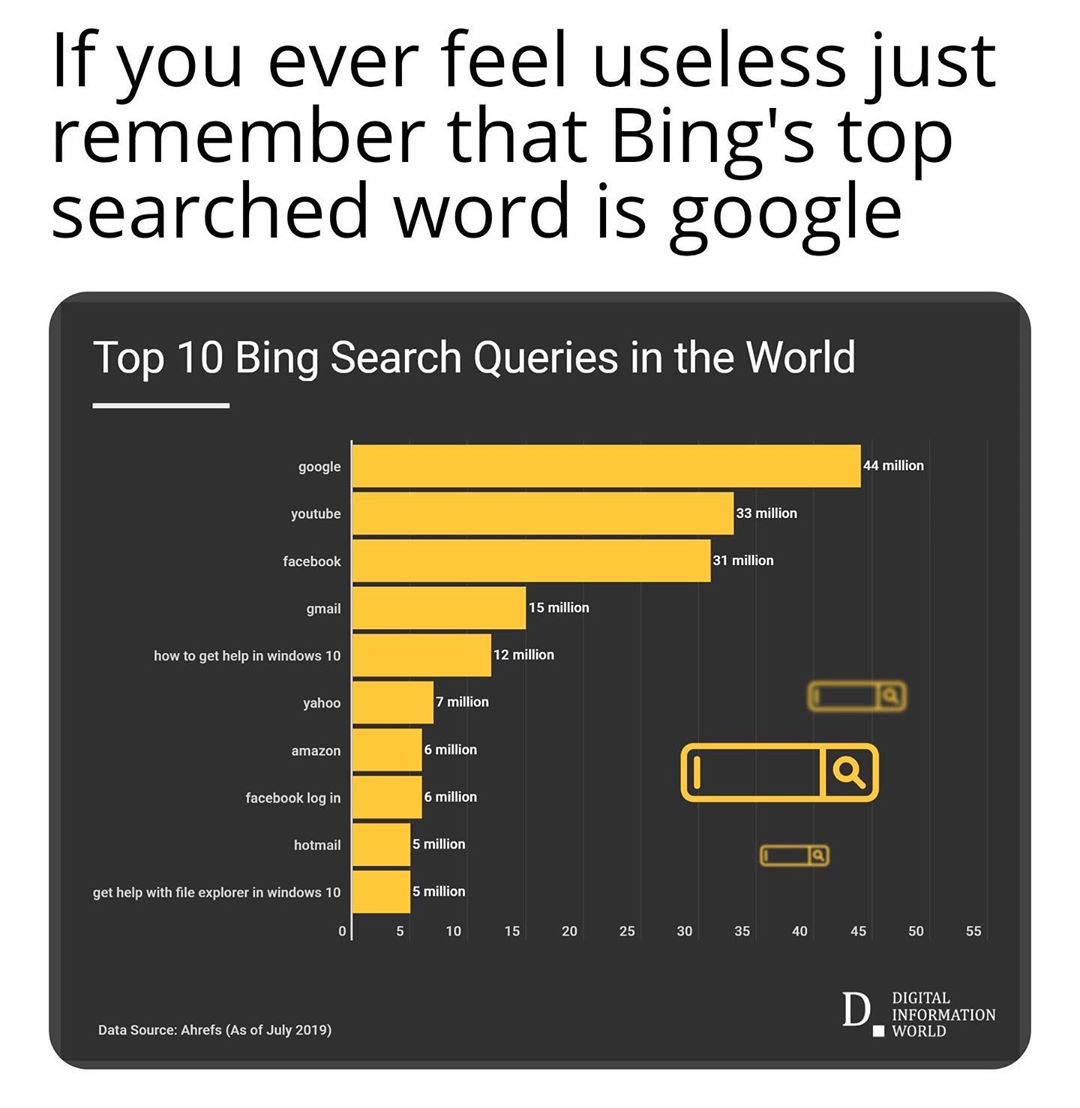 If you ever feel useless just
remember that Bing's top
searched word is google
Top 10 Bing Search Queries in the World
google 44 million
youtube 33 million
facebook 31 million
gmail 15 million
how to get help in windows 10 12 million
yahoo 7 million
amazon 6 million
facebook log in 6 million
hotmail 5 million
get help with file explorer in windows 10 5 million
0 5 10 15 20 25 30 35 40 45 50 55
Data Source: Ahrefs (As of July 2019)
D.
DIGITAL
INFORMATION
WORLD